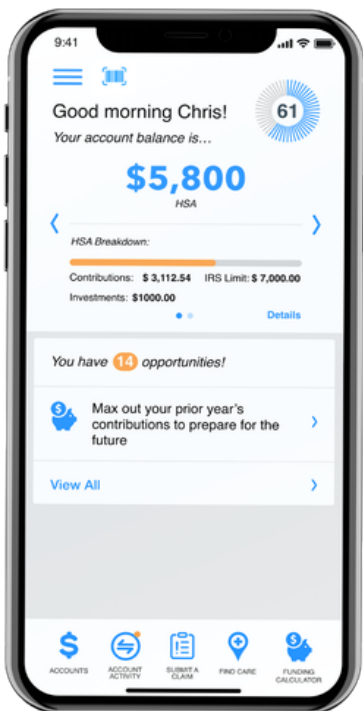 9:41
Good morning Chris!
61
Your account balance is...
$5,800
HSA
HSA Breakdown:
Contributions: $ 3,112.54 IRS Limit: $ 7,000.00
Investments: $1000.00
Details
You have 14 opportunities!
Max out your prior year's
contributions to prepare for the
future
View All
ACCOUNTS
ACCOUNT
ACTIVITY
SUBMIT A
CLAIM
FIND CARE
FUNDING
CALCULATOR